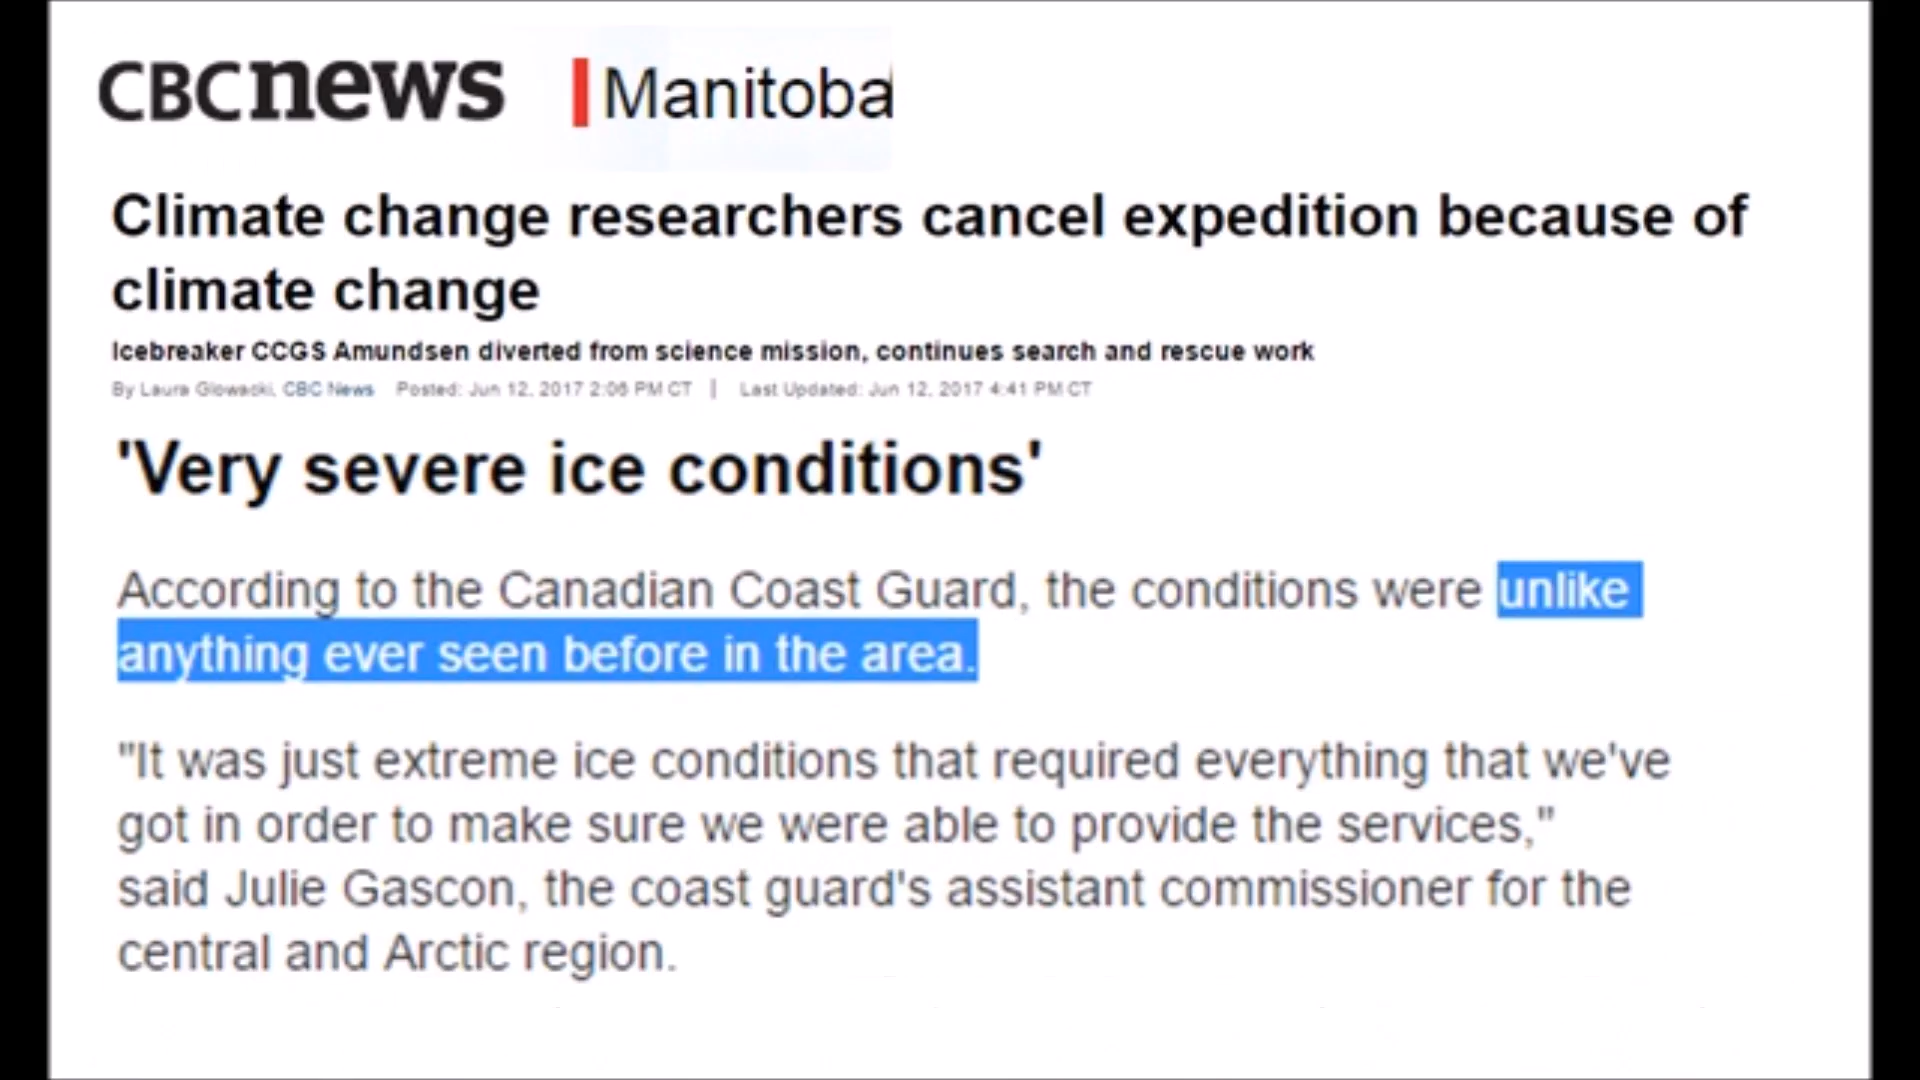 CBCnews Manitoba
Climate change researchers cancel expedition because of
climate change
Icebreaker CCGS Amundsen diverted from science mission, continues search and rescue work
By Laura Glowacki, CBC News Posted: Jun 12, 2017 2:06 PM CT | Last Updated: Jun 12, 2017 4:41 PM CT
'Very severe ice conditions'
According to the Canadian Coast Guard, the conditions were unlike
anything ever seen before in the area.
"It was just extreme ice conditions that required everything that we've
got in order to make sure we were able to provide the services,"
said Julie Gascon, the coast guard's assistant commissioner for the
central and Arctic region.